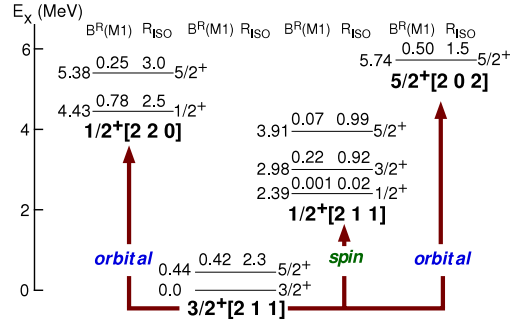 Eₓ (MeV)
Bᴿ(M1) R_ISO Bᴿ(M1) R_ISO Bᴿ(M1) R_ISO
6
4
2
0
5.38 0.25 3.0 5/2⁺
4.43 0.78 2.5 1/2⁺
1/2⁺[2 2 0]
orbital
0.44 0.42 2.3 5/2⁺
0.0 3/2⁺
3/2⁺[2 1 1]
3.91 0.07 0.99 5/2⁺
2.98 0.22 0.92 3/2⁺
2.39 0.001 0.02 1/2⁺
1/2⁺[2 1 1]
spin
5.74 0.50 1.5 5/2⁺
5/2⁺[2 0 2]
orbital